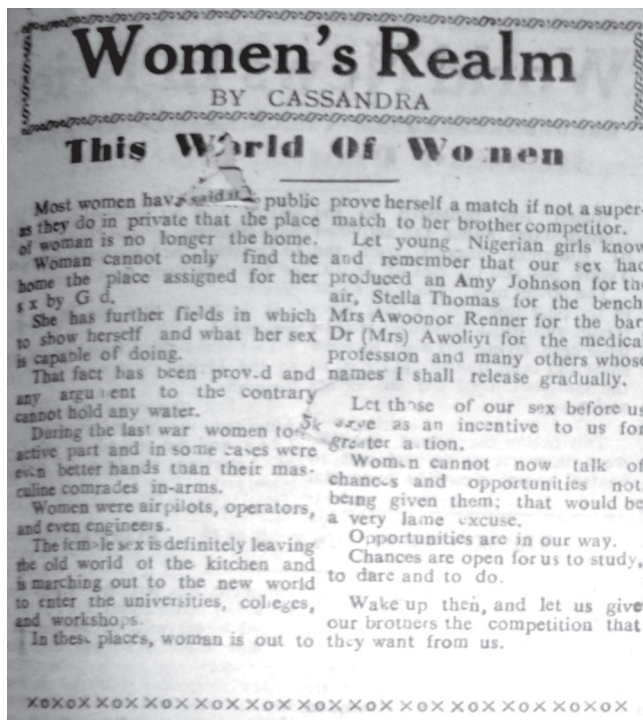 Women's Realm
BY CASSANDRA
This World Of Women
Most women have said it public
as they do in private that the place
of woman is no longer the home.
Woman cannot only find the
home the place assigned for her
s x by G d.
She has further fields in which
to show herself and what her sex
is capable of doing.
That fact has been prov-d and
any argu ent to the contrary
cannot hold any water.
During the last war women took
active part and in some cases were
even better hands than their mas-
culine comrades in-arms.
Women were air pilots, operators,
and even engineers.
The female sex is definitely leaving
the old world of the kitchen and
is marching out to the new world
to enter the universities, colleges,
and workshops.
In these places, woman is out to
prove herself a match if not a super-
match to her brother competitor.
Let young Nigerian girls know
and remember that our sex had
produced an Amy Johnson for the
air, Stella Thomas for the bench
Mrs Awoonor Renner for the bar
Dr (Mrs) Awoliyi for the medical
profession and many others whose
names I shall release gradually.
Let those of our sex before us
serve as an incentive to us for
greater a tion.
Women cannot now talk of
chances and opportunities not
being given them; that would be
a very lame excuse.
Opportunities are in our way.
Chances are open for us to study,
to dare and to do.
Wake up then, and let us give
our brothers the competition that
they want from us.
xoxoxxoxxoxxoxxoxxoxxoxxoxxoxxoxxoxox